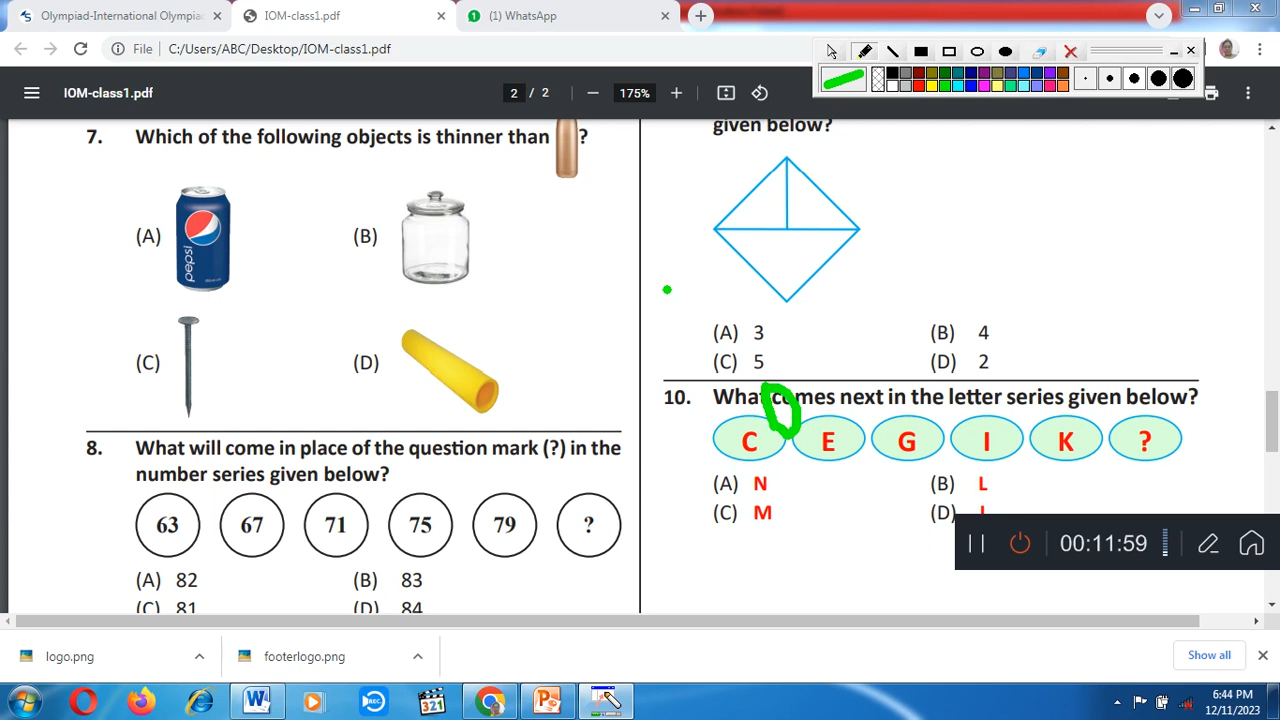 Olympiad-International Olympia
IOM-class1.pdf
(1) WhatsApp
File
C:/Users/ABC/Desktop/IOM-class1.pdf
IOM-class1.pdf
2 / 2
175%
7. Which of the following objects is thinner than ?
(A)
pepsi
(B)
(C)
(D)
8. What will come in place of the question mark (?) in the
number series given below?
63 67 71 75 79 ?
(A) 82 (B) 83
(C) 81 (D) 84
given below?
(A) 3 (B) 4
(C) 5 (D) 2
10. What comes next in the letter series given below?
C E G I K ?
(A) N (B) L
(C) M (D)
00:11:59
logo.png
footerlogo.png
Show all
W
REC
321
P
6:44 PM
12/11/2023